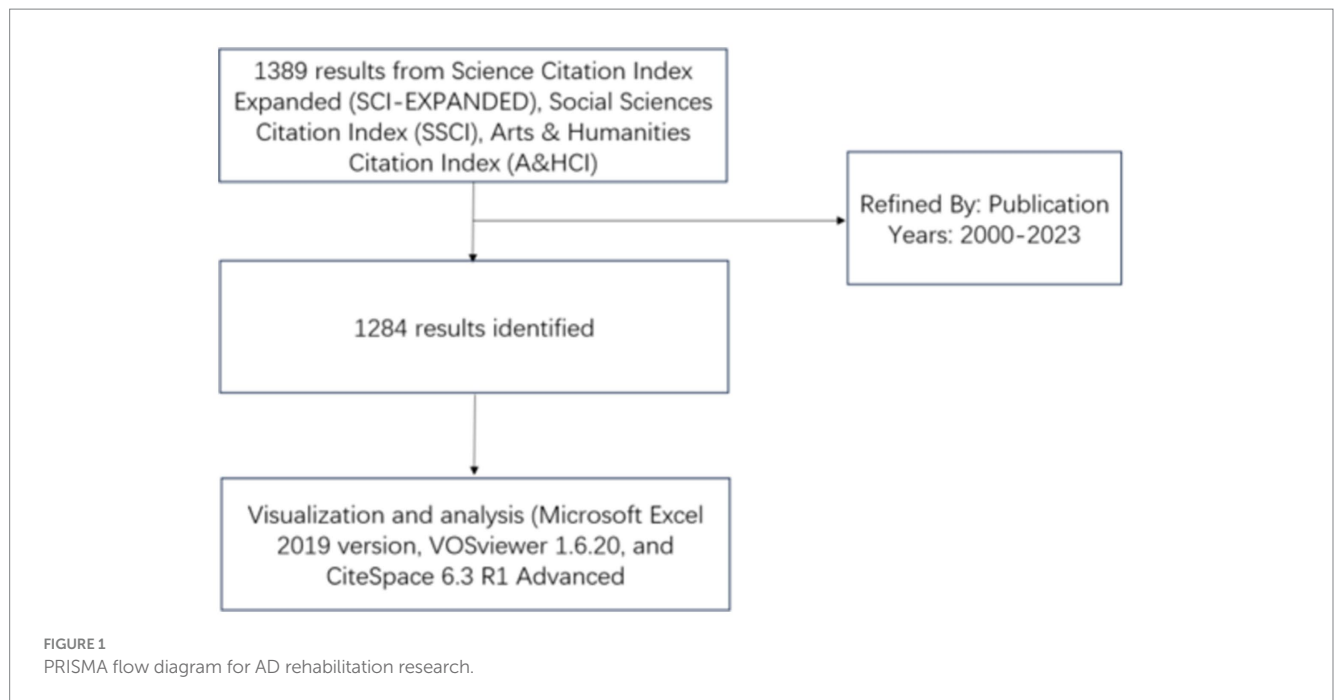 1389 results from Science Citation Index
Expanded (SCI-EXPANDED), Social Sciences
Citation Index (SSCI), Arts & Humanities
Citation Index (A&HCI)
Refined By: Publication
Years: 2000-2023
1284 results identified
Visualization and analysis (Microsoft Excel
2019 version, VOSviewer 1.6.20, and
CiteSpace 6.3 R1 Advanced
FIGURE 1
PRISMA flow diagram for AD rehabilitation research.